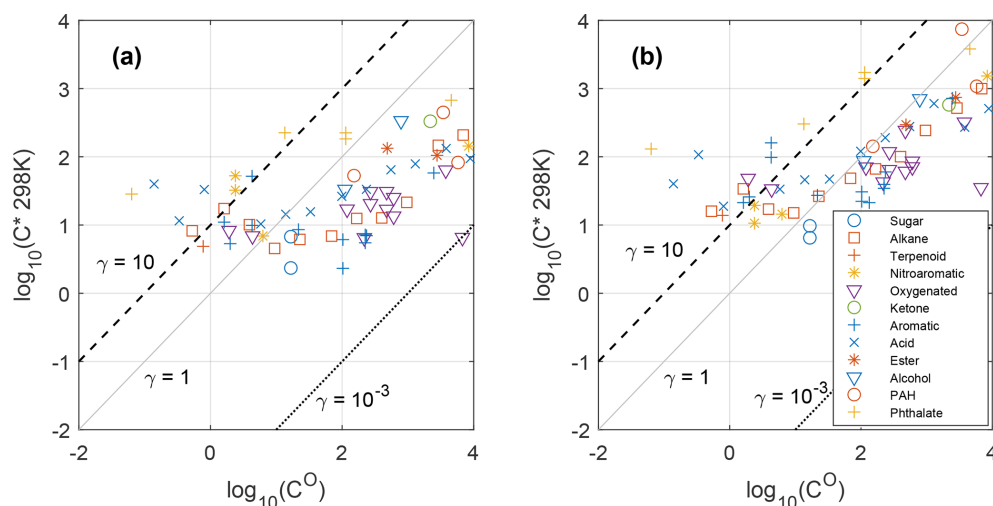 (a)
4
3
2
1
0
-1
-2
-2
0
2
4
log10(C* 298K)
log10(C^O)
γ = 10
γ = 1
γ = 10^-3
(b)
4
3
2
1
0
-1
-2
-2
0
2
4
log10(C* 298K)
log10(C^O)
γ = 10
γ = 1
γ = 10^-3
Sugar
Alkane
Terpenoid
Nitroaromatic
Oxygenated
Ketone
Aromatic
Acid
Ester
Alcohol
PAH
Phthalate